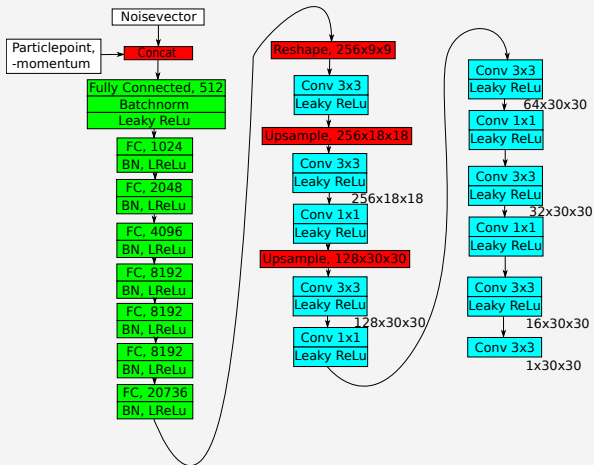 Noisevector
Particlepoint,
-momentum
Concat
Fully Connected, 512
Batchnorm
Leaky ReLu
FC, 1024
BN, LReLu
FC, 2048
BN, LReLu
FC, 4096
BN, LReLu
FC, 8192
BN, LReLu
FC, 8192
BN, LReLu
FC, 8192
BN, LReLu
FC, 20736
BN, LReLu
Reshape, 256x9x9
Conv 3x3
Leaky ReLU
Upsample, 256x18x18
Conv 3x3
Leaky ReLU
256x18x18
Conv 1x1
Leaky ReLU
Upsample, 128x30x30
Conv 3x3
Leaky ReLU
128x30x30
Conv 1x1
Leaky ReLU
Conv 3x3
Leaky ReLU
64x30x30
Conv 1x1
Leaky ReLU
Conv 3x3
Leaky ReLU
32x30x30
Conv 1x1
Leaky ReLU
Conv 3x3
Leaky ReLU
16x30x30
Conv 3x3
1x30x30